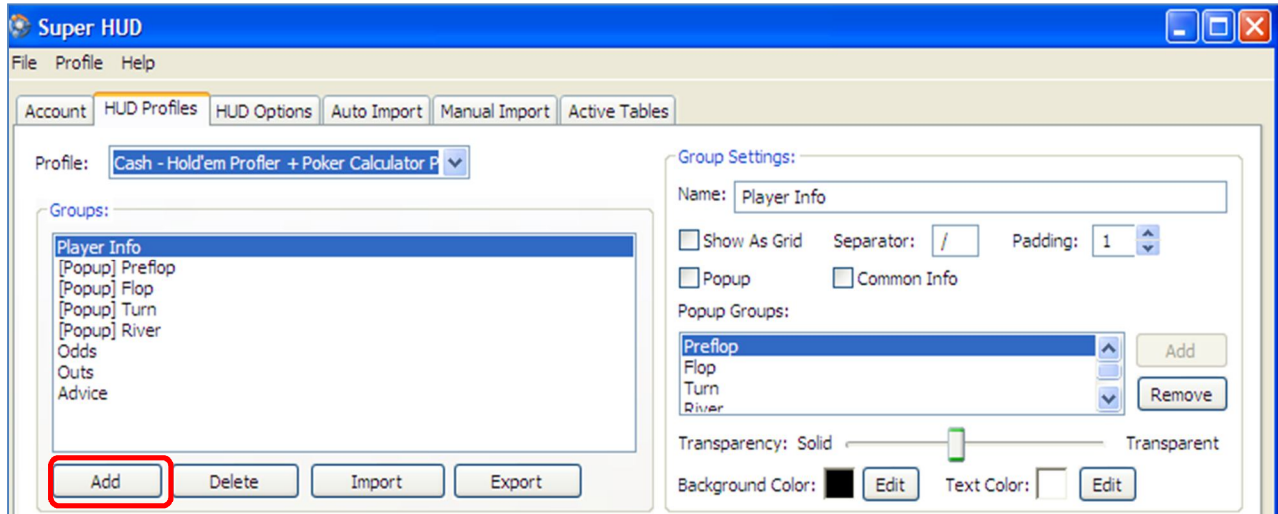 Super HUD
File Profile Help
Account HUD Profiles HUD Options Auto Import Manual Import Active Tables
Profile: Cash - Hold'em Profler + Poker Calculator P
Groups:
Player Info
[Popup] Preflop
[Popup] Flop
[Popup] Turn
[Popup] River
Odds
Outs
Advice
Add Delete Import Export
Group Settings:
Name: Player Info
Show As Grid Separator: / Padding: 1
Popup Common Info
Popup Groups:
Preflop
Flop
Turn
River
Add
Remove
Transparency: Solid Transparent
Background Color: Edit Text Color: Edit